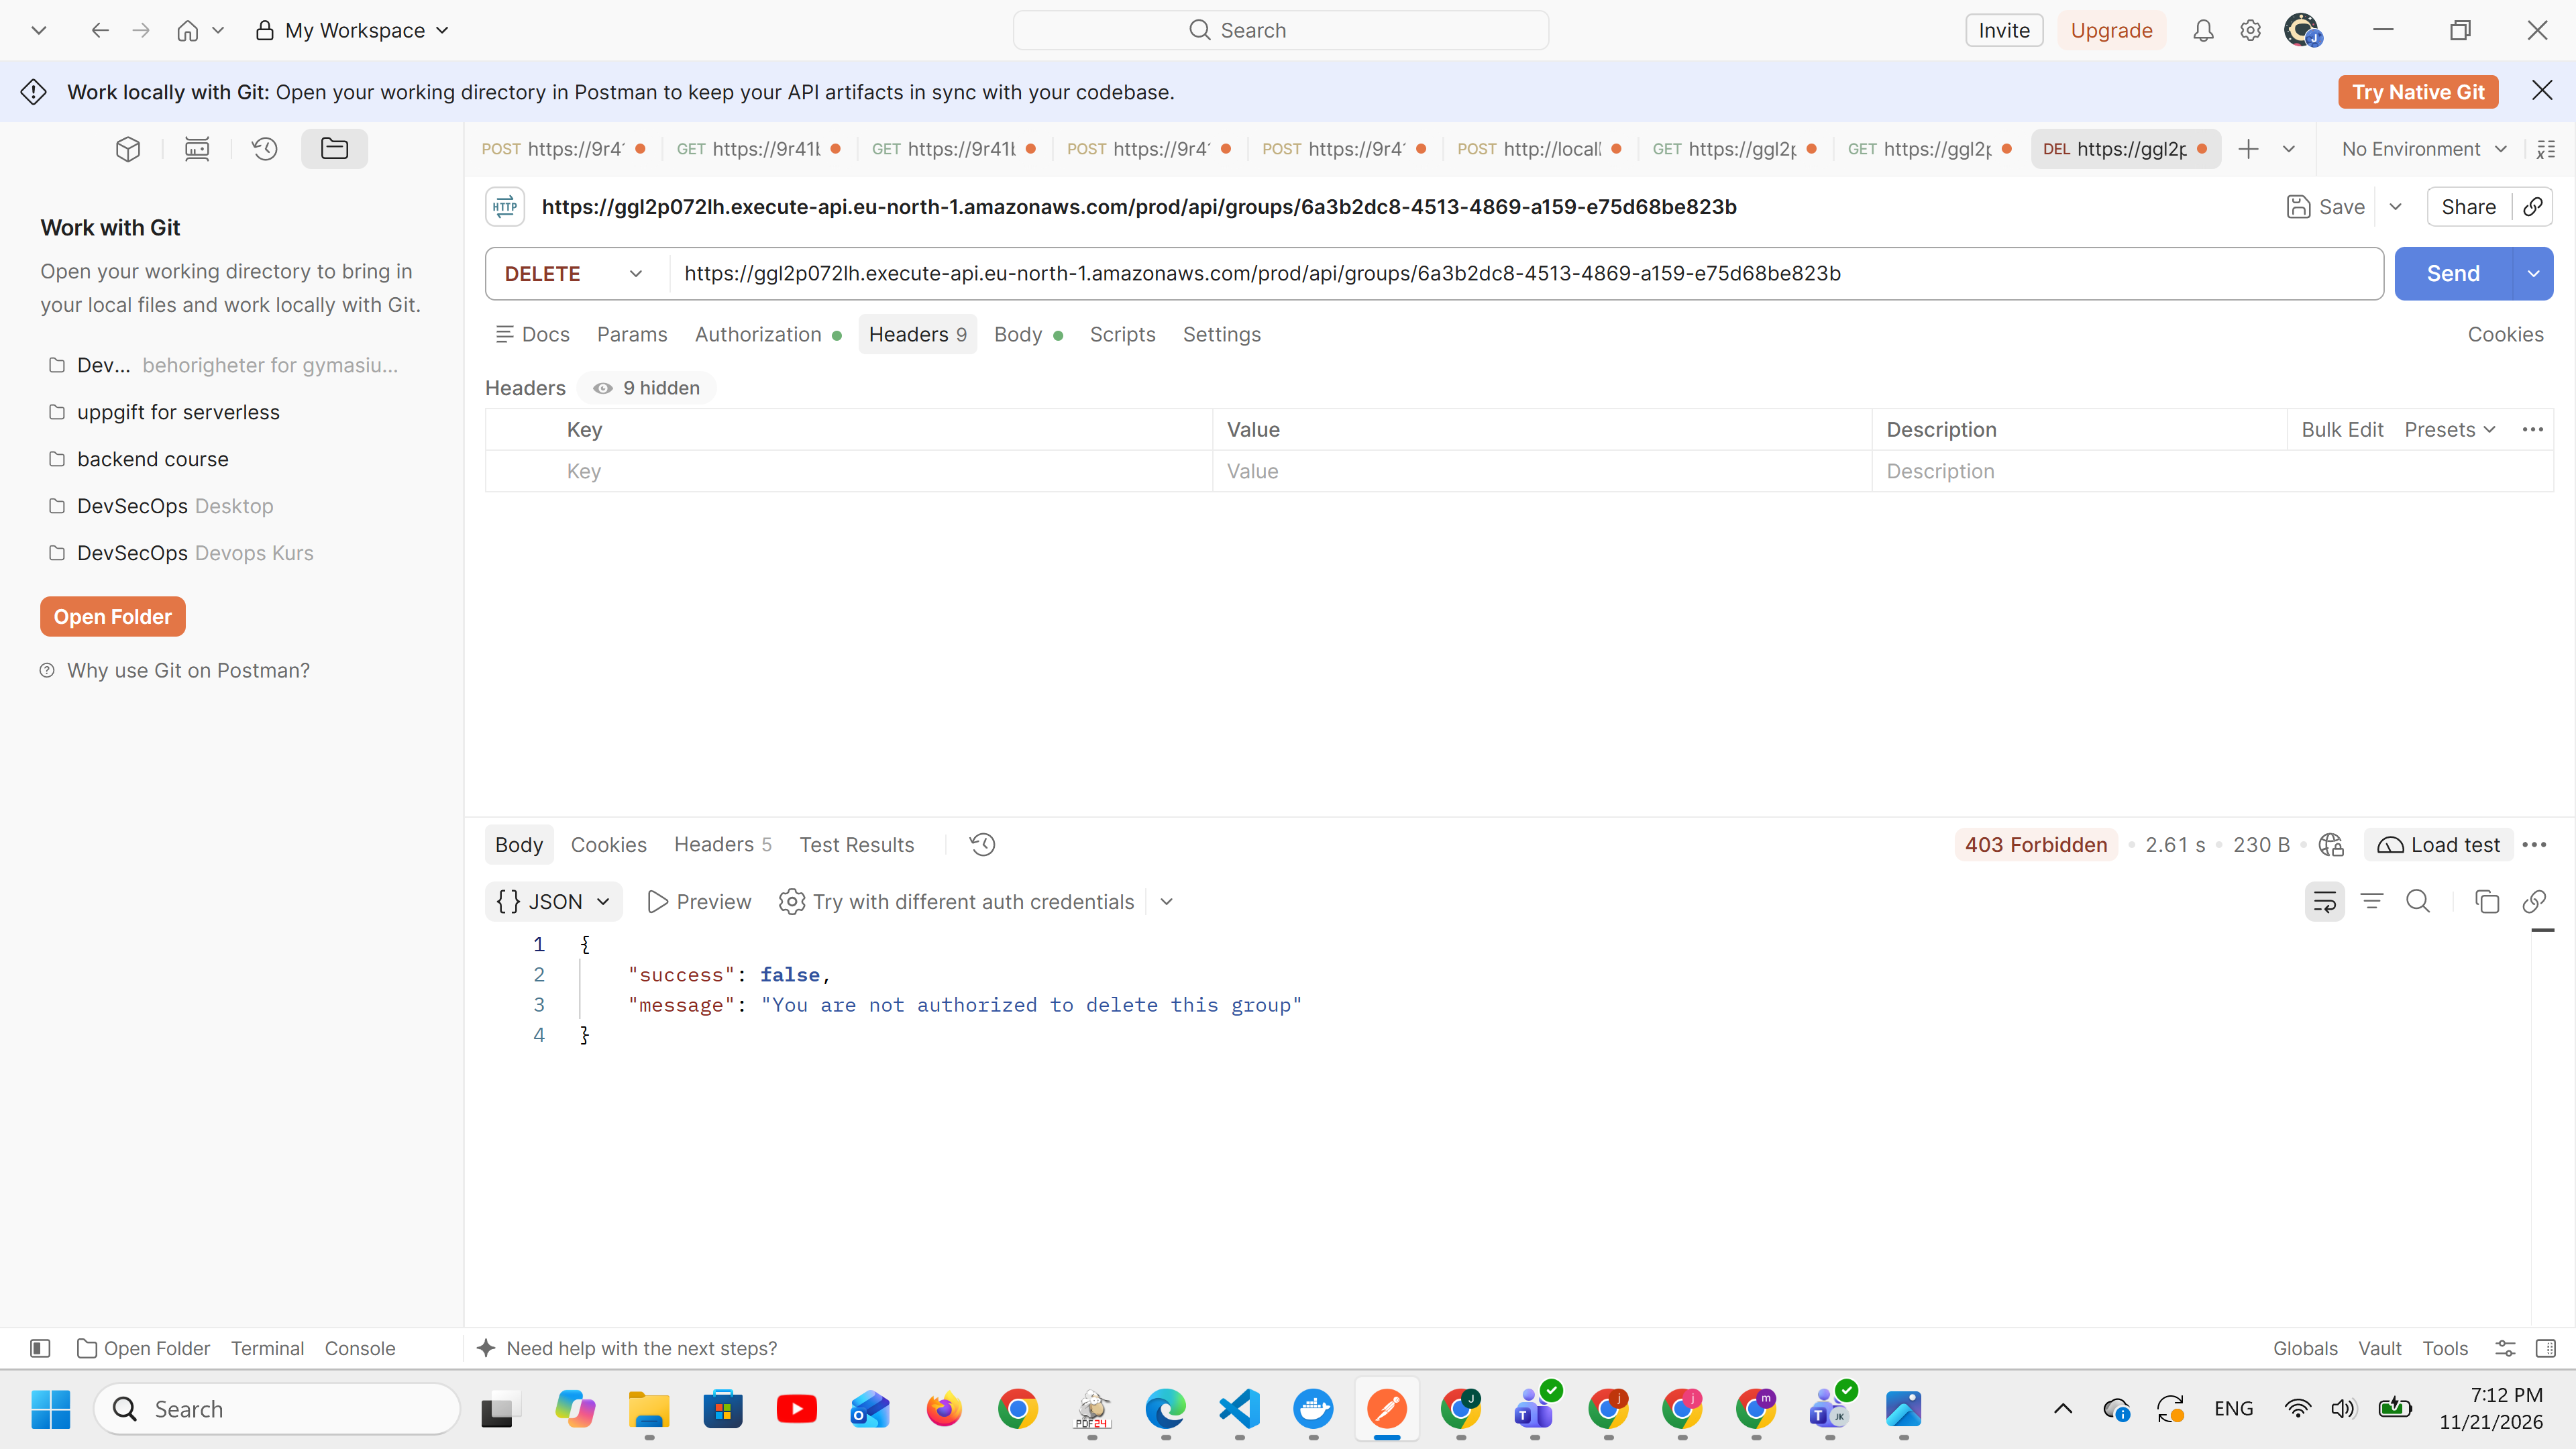 My Workspace
Search
Invite
Upgrade
J
Work locally with Git: Open your working directory in Postman to keep your API artifacts in sync with your codebase.
Try Native Git
POST https://9r4
GET https://9r41
GET https://9r41
POST https://9r4
POST https://9r4
POST http://local
GET https://ggl2p
GET https://ggl2p
DEL https://ggl2p
No Environment
Work with Git
Open your working directory to bring in
your local files and work locally with Git.
Dev... behorigheter for gymasiu...
uppgift for serverless
backend course
DevSecOps Desktop
DevSecOps Devops Kurs
Open Folder
Why use Git on Postman?
HTTP https://ggl2p072lh.execute-api.eu-north-1.amazonaws.com/prod/api/groups/6a3b2dc8-4513-4869-a159-e75d68be823b
Save
Share
DELETE https://ggl2p072lh.execute-api.eu-north-1.amazonaws.com/prod/api/groups/6a3b2dc8-4513-4869-a159-e75d68be823b
Send
Docs Params Authorization Headers 9 Body Scripts Settings
Cookies
Headers 9 hidden
Key Value Description Bulk Edit Presets
Key Value Description
Body Cookies Headers 5 Test Results
403 Forbidden • 2.61 s • 230 B
Load test
{} JSON Preview Try with different auth credentials
1 {
2 "success": false,
3 "message": "You are not authorized to delete this group"
4 }
Open Folder Terminal Console
Need help with the next steps?
Globals Vault Tools
Search
PDF24
J
T
j
j
m
T JK
ENG
7:12 PM
11/21/2026